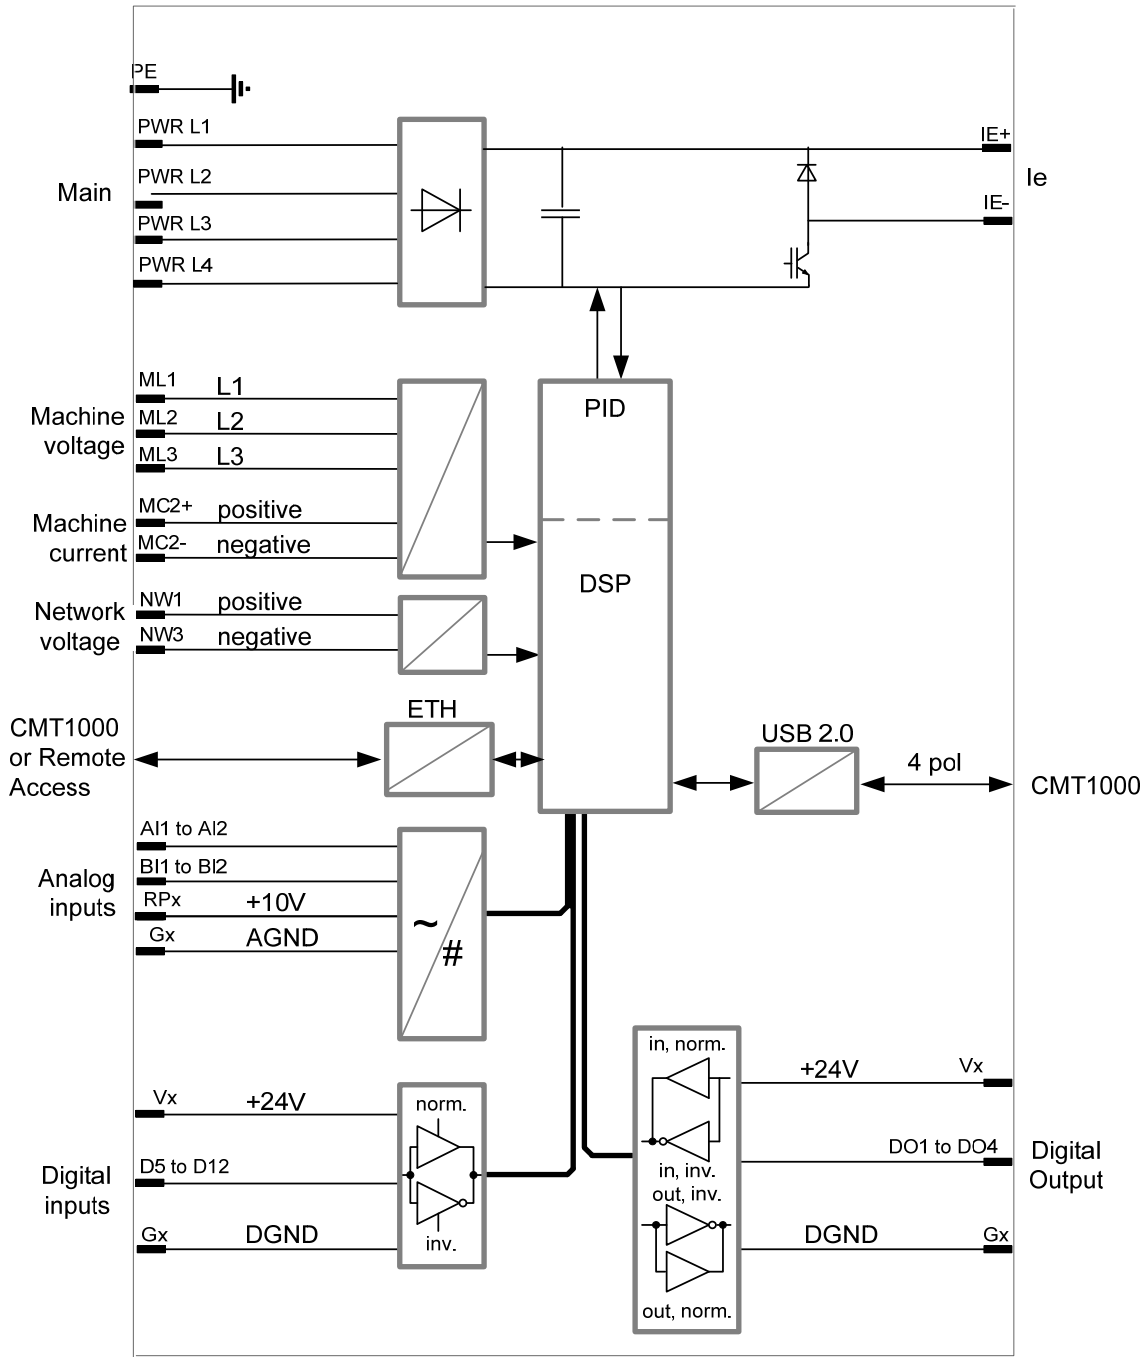 PE
PWR L1
PWR L2
PWR L3
PWR L4
Main
IE+
IE-
Ie
ML1 L1
ML2 L2
ML3 L3
Machine
voltage
MC2+ positive
MC2- negative
Machine
current
NW1 positive
NW3 negative
Network
voltage
PID
DSP
ETH
CMT1000
or Remote
Access
USB 2.0
4 pol
CMT1000
AI1 to AI2
BI1 to BI2
RPx +10V
Gx AGND
Analog
inputs
~
#
Vx +24V
D5 to D12
Gx DGND
Digital
inputs
norm.
inv.
in, norm.
in, inv.
out, inv.
out, norm.
+24V Vx
DO1 to DO4
DGND Gx
Digital
Output